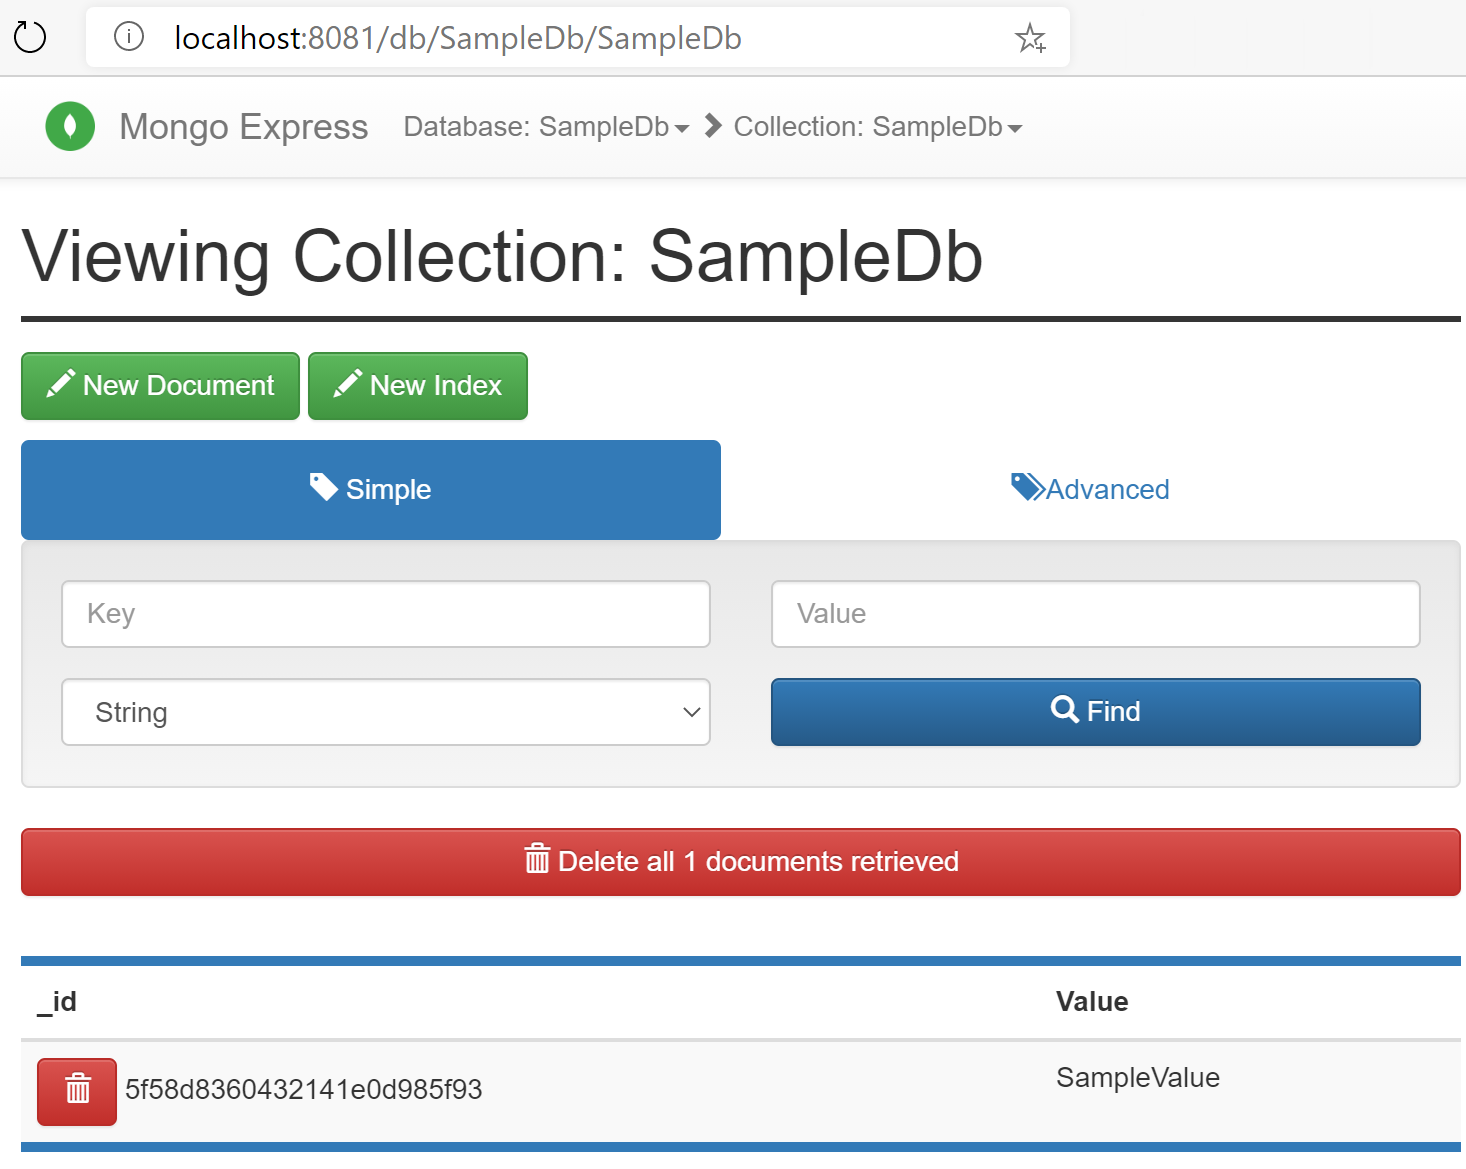 localhost:8081/db/SampleDb/SampleDb
Mongo Express Database: SampleDb Collection: SampleDb
Viewing Collection: SampleDb
New Document New Index
Simple Advanced
Key Value
String Find
Delete all 1 documents retrieved
_id Value
5f58d8360432141e0d985f93 SampleValue